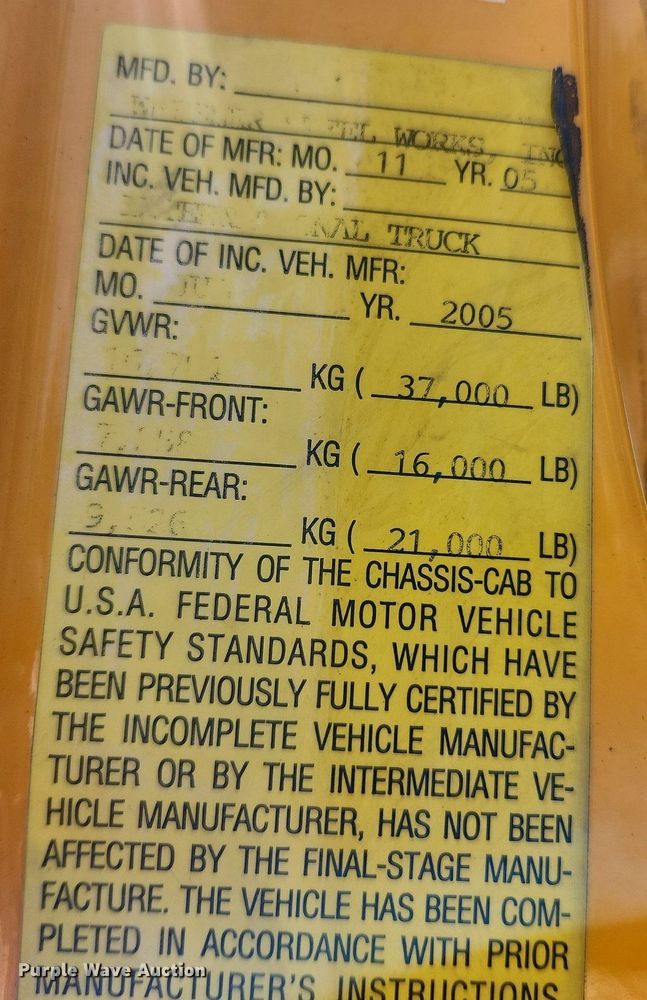 MFD. BY:
WORKS, INC
DATE OF MFR: MO. 11 YR. 05
INC. VEH. MFD. BY:
TRUCK
DATE OF INC. VEH. MFR:
MO. YR. 2005
GVWR:
KG ( 37,000 LB)
GAWR-FRONT:
KG ( 16,000 LB)
GAWR-REAR:
KG ( 21,000 LB)
CONFORMITY OF THE CHASSIS-CAB TO
U.S.A. FEDERAL MOTOR VEHICLE
SAFETY STANDARDS, WHICH HAVE
BEEN PREVIOUSLY FULLY CERTIFIED BY
THE INCOMPLETE VEHICLE MANUFAC-
TURER OR BY THE INTERMEDIATE VE-
HICLE MANUFACTURER, HAS NOT BEEN
AFFECTED BY THE FINAL-STAGE MANU-
FACTURE. THE VEHICLE HAS BEEN COM-
PLETED IN ACCORDANCE WITH PRIOR
MANUFACTURER'S INSTRUCTIONS
Purple Wave Auction